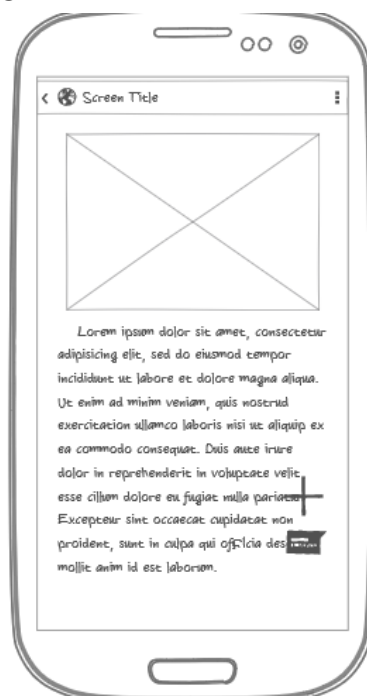 Screen Title
Lorem ipsum dolor sit amet, consectetur
adipisicing elit, sed do eiusmod tempor
incididunt ut labore et dolore magna aliqua.
Ut enim ad minim veniam, quis nostrud
exercitation ullamco laboris nisi ut aliquip ex
ea commodo consequat. Duis aute irure
dolor in reprehenderit in voluptate velit
esse cillum dolore eu fugiat nulla
Excepteur sint occaecat cupidatat non
proident, sunt in culpa qui officia
mollit anim id est laborum.